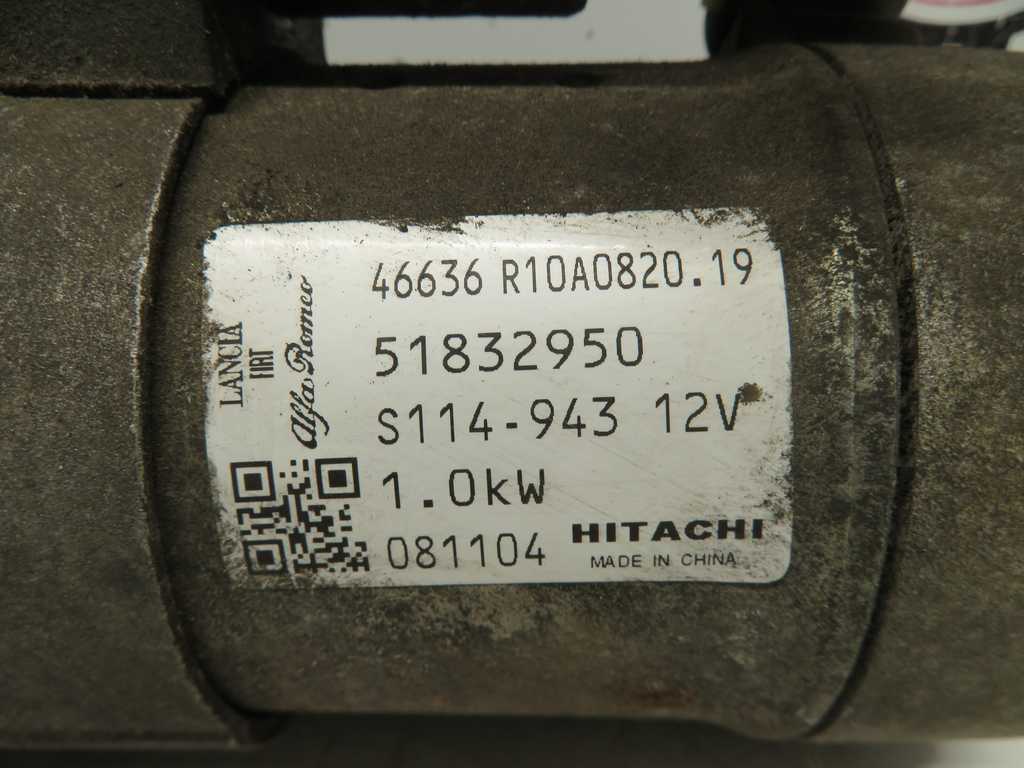 46636 R10A0820.19
51832950
S114-943 12V
1.0kW
081104
HITACHI
MADE IN CHINA
LANCIA
FIAT
Alfa Romeo